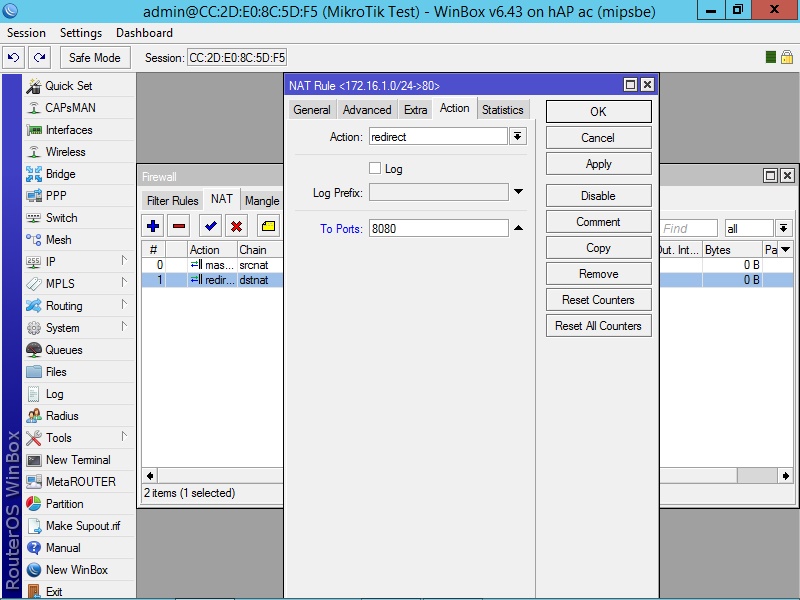 admin@CC:2D:E0:8C:5D:F5 (MikroTik Test) - WinBox v6.43 on hAP ac (mipsbe)
Session Settings Dashboard
Safe Mode Session: CC:2D:E0:8C:5D:F5
RouterOS WinBox
Quick Set
CAPsMAN
Interfaces
Wireless
Bridge
PPP
Switch
Mesh
IP
MPLS
Routing
System
Queues
Files
Log
Radius
Tools
New Terminal
MetaROUTER
Partition
Make Supout.rif
Manual
New WinBox
Exit
Firewall
Filter Rules NAT Mangle
Find all
# Action Chain Out. Int... Bytes Pa
0 mas... srcnat 0 B
1 redir... dstnat 0 B
2 items (1 selected)
NAT Rule <172.16.1.0/24->80>
General Advanced Extra Action Statistics
Action: redirect
Log
Log Prefix:
To Ports: 8080
OK
Cancel
Apply
Disable
Comment
Copy
Remove
Reset Counters
Reset All Counters